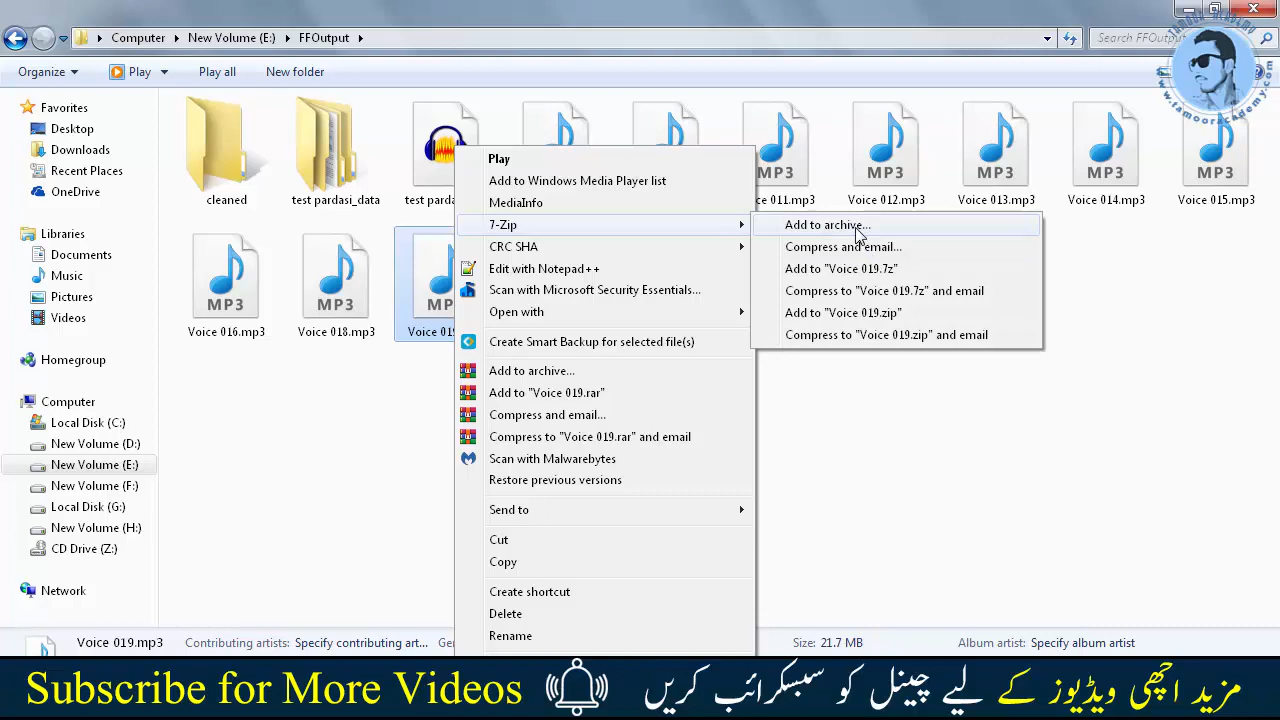 Computer
New Volume (E:)
FFOutput
Search FFOutput
Organize
Play
Play all
New folder
TAMOOR ACADEMY
www.tamooracademy.com
Favorites
Desktop
Downloads
Recent Places
OneDrive
Libraries
Documents
Music
Pictures
Videos
Homegroup
Computer
Local Disk (C:)
New Volume (D:)
New Volume (E:)
New Volume (F:)
Local Disk (G:)
New Volume (H:)
CD Drive (Z:)
Network
cleaned
test pardasi_data
test par
MP3
ce 011.mp3
MP3
Voice 012.mp3
MP3
Voice 013.mp3
MP3
Voice 014.mp3
MP3
Voice 015.mp3
MP3
Voice 016.mp3
MP3
Voice 018.mp3
M
Voice 019
Play
Add to Windows Media Player list
MediaInfo
7-Zip
CRC SHA
Edit with Notepad++
Scan with Microsoft Security Essentials...
Open with
Create Smart Backup for selected file(s)
Add to archive...
Add to "Voice 019.rar"
Compress and email...
Compress to "Voice 019.rar" and email
Scan with Malwarebytes
Restore previous versions
Send to
Cut
Copy
Create shortcut
Delete
Rename
Add to archive...
Compress and email...
Add to "Voice 019.7z"
Compress to "Voice 019.7z" and email
Add to "Voice 019.zip"
Compress to "Voice 019.zip" and email
Voice 019.mp3
Contributing artists: Specify contributing art...
Ge
Size: 21.7 MB
Album artist: Specify album artist
Subscribe for More Videos
مزید اچھی ویڈیوز کے لیے چینل کو سبسکرائب کریں